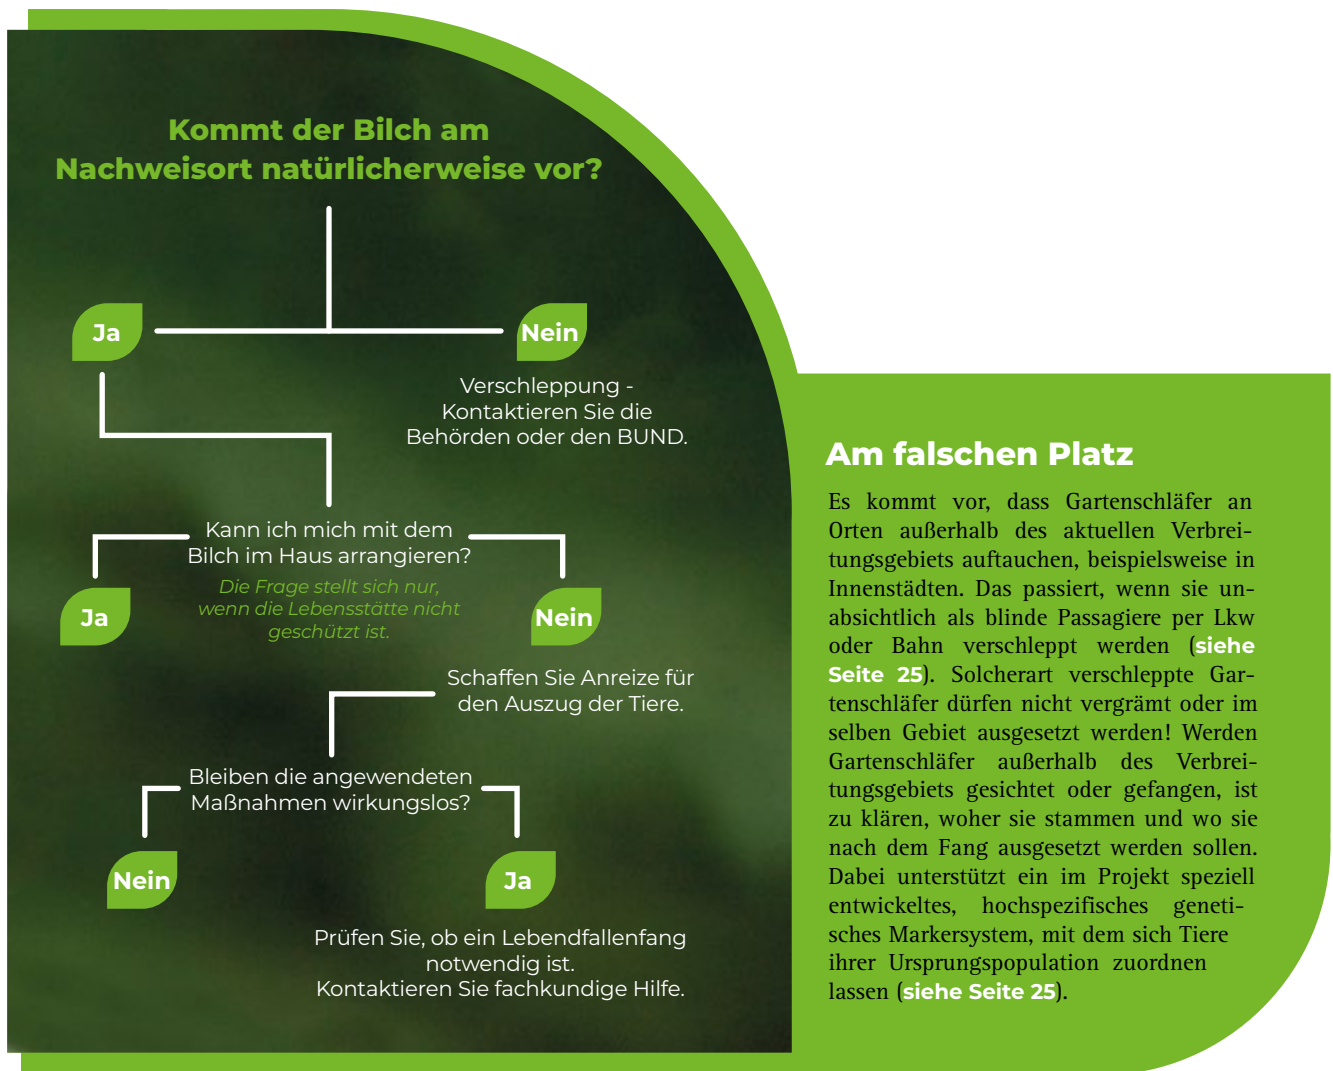 Kommt der Bilch am
Nachweisort natürlicherweise vor?
Ja
Nein
Verschleppung -
Kontaktieren Sie die
Behörden oder den BUND.
Kann ich mich mit dem
Bilch im Haus arrangieren?
Die Frage stellt sich nur,
wenn die Lebensstätte nicht
geschützt ist.
Ja
Nein
Schaffen Sie Anreize für
den Auszug der Tiere.
Bleiben die angewendeten
Maßnahmen wirkungslos?
Nein
Ja
Prüfen Sie, ob ein Lebendfallenfang
notwendig ist.
Kontaktieren Sie fachkundige Hilfe.
Am falschen Platz
Es kommt vor, dass Gartenschläfer an
Orten außerhalb des aktuellen Verbrei-
tungsgebiets auftauchen, beispielsweise in
Innenstädten. Das passiert, wenn sie un-
absichtlich als blinde Passagiere per Lkw
oder Bahn verschleppt werden (siehe
Seite 25). Solcherart verschleppte Gar-
tenschläfer dürfen nicht vergrämt oder im
selben Gebiet ausgesetzt werden! Werden
Gartenschläfer außerhalb des Verbrei-
tungsgebiets gesichtet oder gefangen, ist
zu klären, woher sie stammen und wo sie
nach dem Fang ausgesetzt werden sollen.
Dabei unterstützt ein im Projekt speziell
entwickeltes, hochspezifisches geneti-
sches Markersystem, mit dem sich Tiere
ihrer Ursprungspopulation zuordnen
lassen (siehe Seite 25).